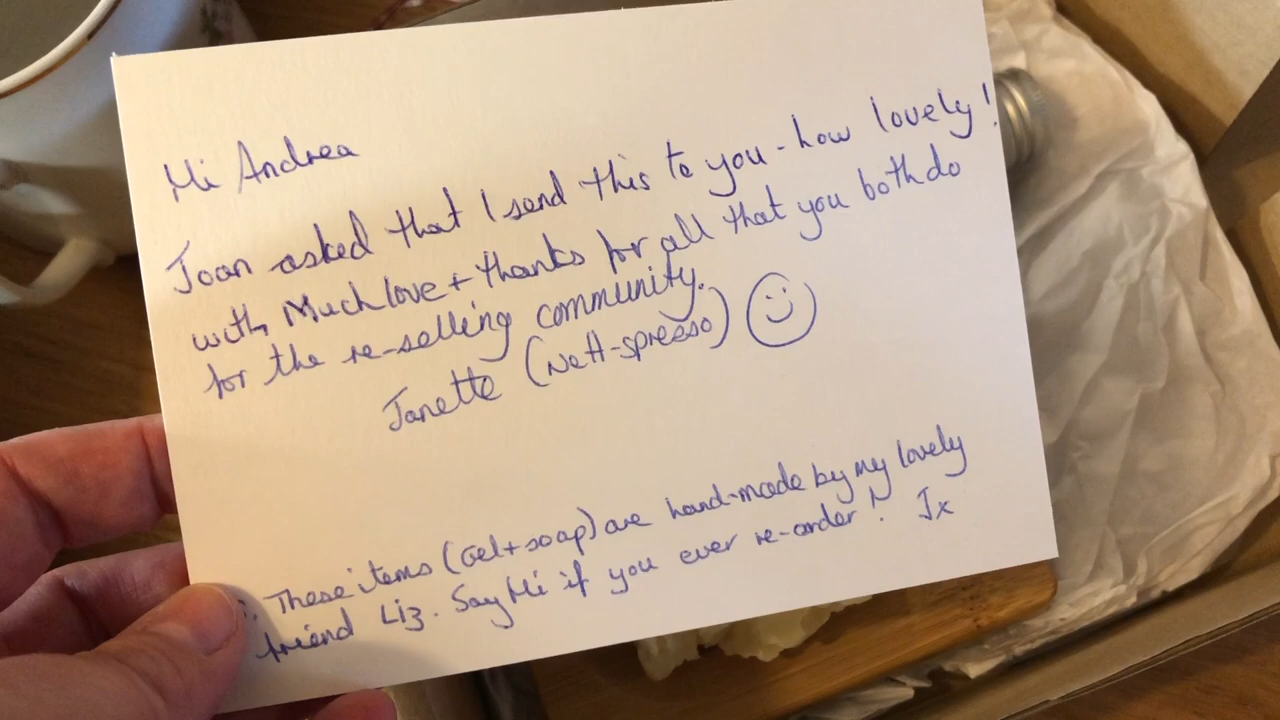 Hi Andrea
Joan asked that I send this to you - how lovely!
with Much love + thanks for all that you both do
for the re-selling community.
Janette (Nett-spresso)
: These items (Gel + soap) are hand-made by my lovely
friend Liz. Say Hi if you ever re-order! Jx